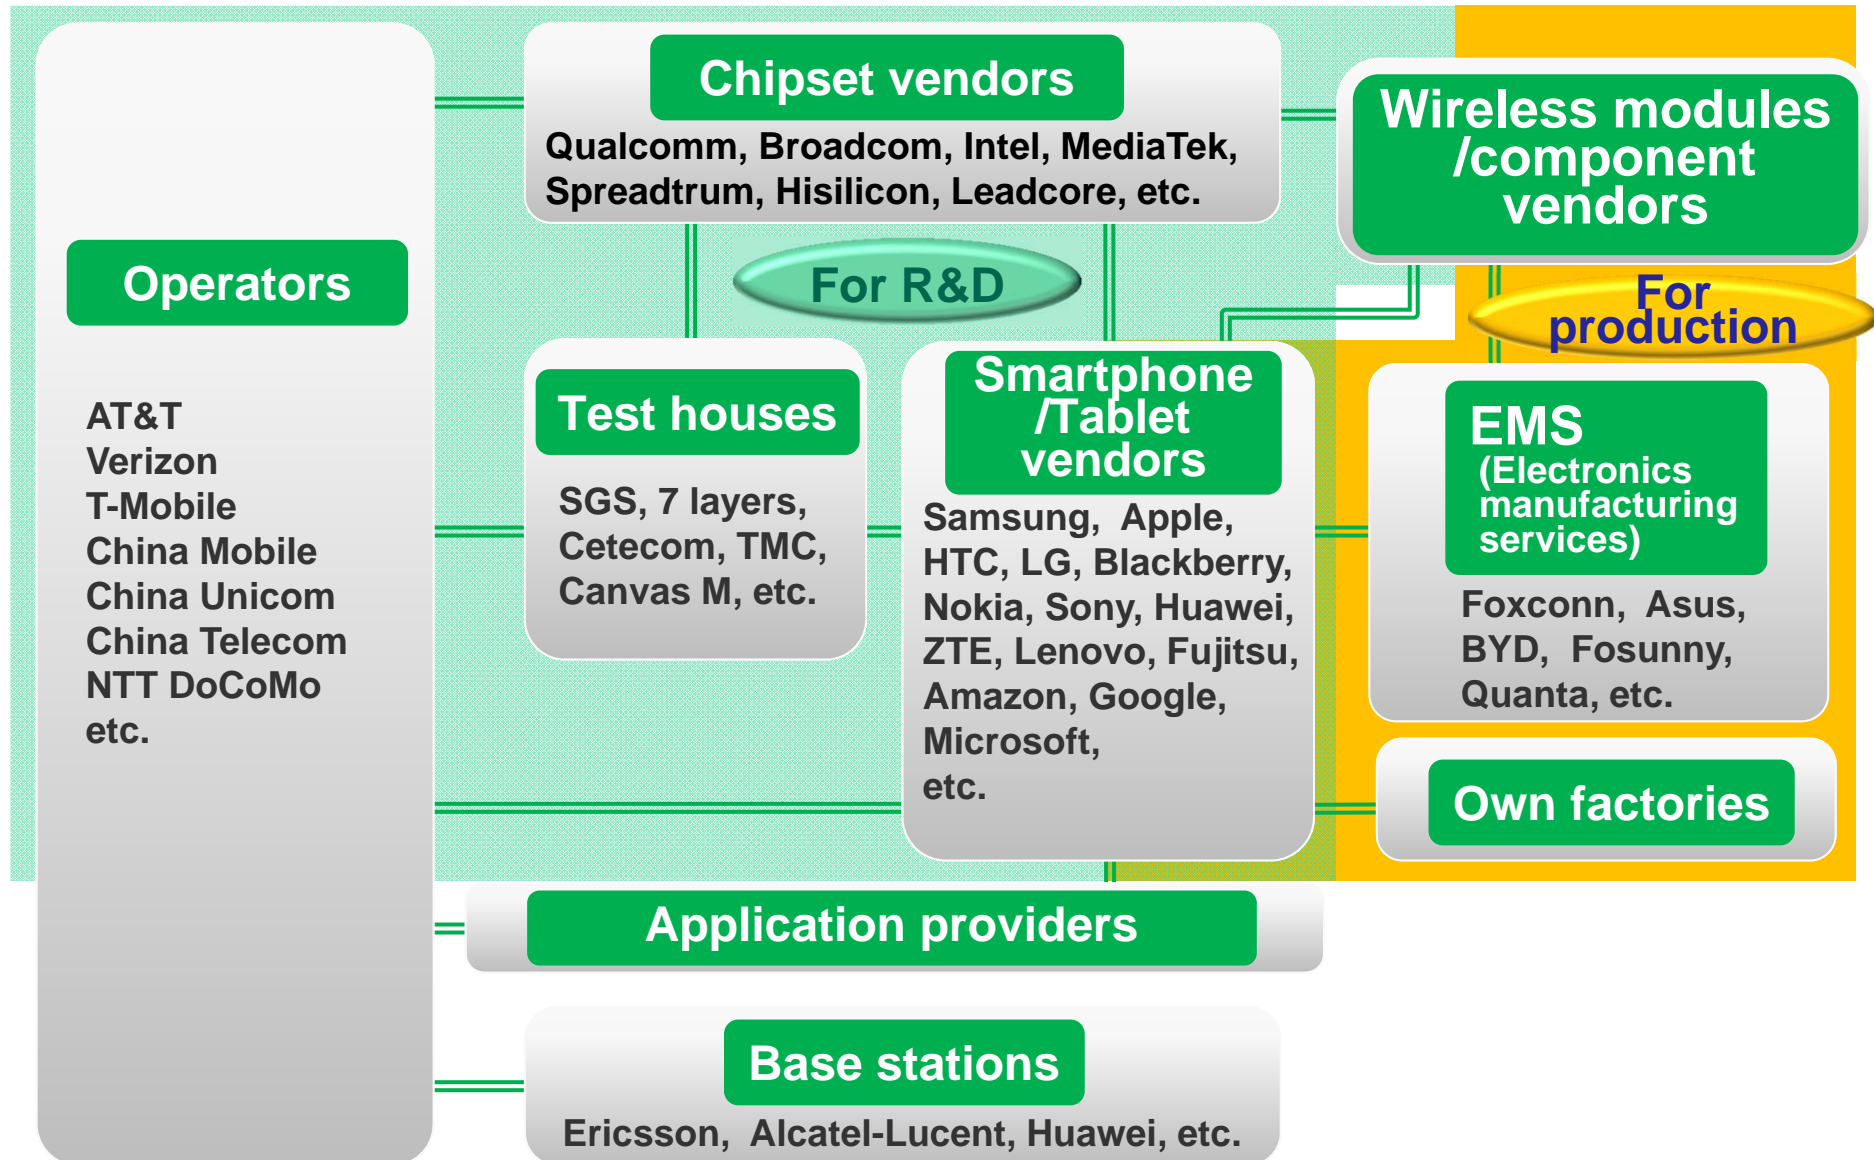 Operators
AT&T
Verizon
T-Mobile
China Mobile
China Unicom
China Telecom
NTT DoCoMo
etc.
Chipset vendors
Qualcomm, Broadcom, Intel, MediaTek,
Spreadtrum, Hisilicon, Leadcore, etc.
Wireless modules
/component
vendors
For R&D
For
production
Test houses
SGS, 7 layers,
Cetecom, TMC,
Canvas M, etc.
Smartphone
/Tablet
vendors
Samsung, Apple,
HTC, LG, Blackberry,
Nokia, Sony, Huawei,
ZTE, Lenovo, Fujitsu,
Amazon, Google,
Microsoft,
etc.
EMS
(Electronics
manufacturing
services)
Foxconn, Asus,
BYD, Fosunny,
Quanta, etc.
Own factories
Application providers
Base stations
Ericsson, Alcatel-Lucent, Huawei, etc.